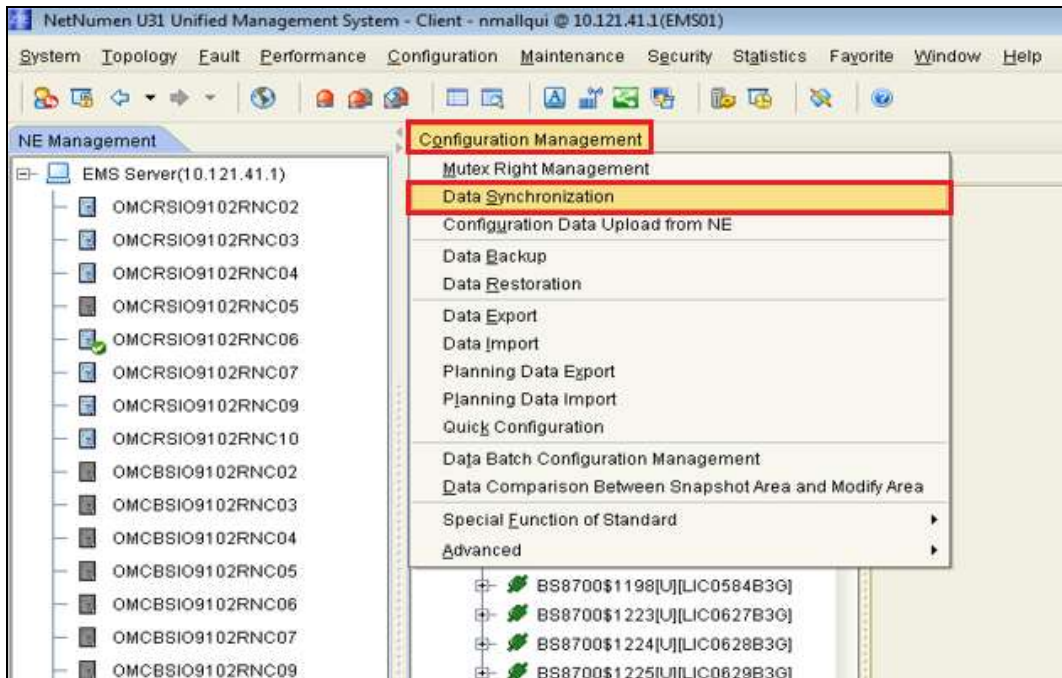 NetNumen U31 Unified Management System - Client - nmallqui @ 10.121.41.1(EMS01)
System Topology Fault Performance Configuration Maintenance Security Statistics Favorite Window Help
NE Management
EMS Server(10.121.41.1)
OMCRSIO9102RNC02
OMCRSIO9102RNC03
OMCRSIO9102RNC04
OMCRSIO9102RNC05
OMCRSIO9102RNC06
OMCRSIO9102RNC07
OMCRSIO9102RNC09
OMCRSIO9102RNC10
OMCBSIO9102RNC02
OMCBSIO9102RNC03
OMCBSIO9102RNC04
OMCBSIO9102RNC05
OMCBSIO9102RNC06
OMCBSIO9102RNC07
OMCBSIO9102RNC09
Configuration Management
Mutex Right Management
Data Synchronization
Configuration Data Upload from NE
Data Backup
Data Restoration
Data Export
Data Import
Planning Data Export
Planning Data Import
Quick Configuration
Data Batch Configuration Management
Data Comparison Between Snapshot Area and Modify Area
Special Function of Standard
Advanced
BS8700$1198[U][LIC0584B3G]
BS8700$1223[U][LIC0627B3G]
BS8700$1224[U][LIC0628B3G]
BS8700$1225[U][LIC0629B3G]